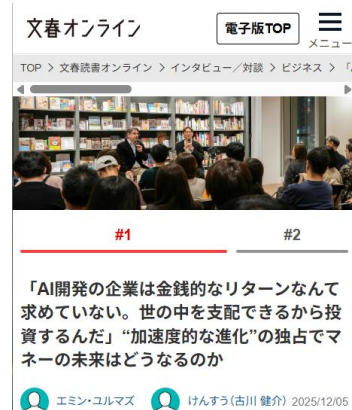 文春オンライン
電子版TOP
メニュー
TOP > 文春読書オンライン > インタビュー/対談 > ビジネス > 「
#1
#2
「AI開発の企業は金銭的なリターンなんて
求めていない。世の中を支配できるから投
資するんだ」“加速度的な進化”の独占でマ
ネーの未来はどうなるのか
エミン・ユルマズ けんすう(古川 健介) 2025/12/05